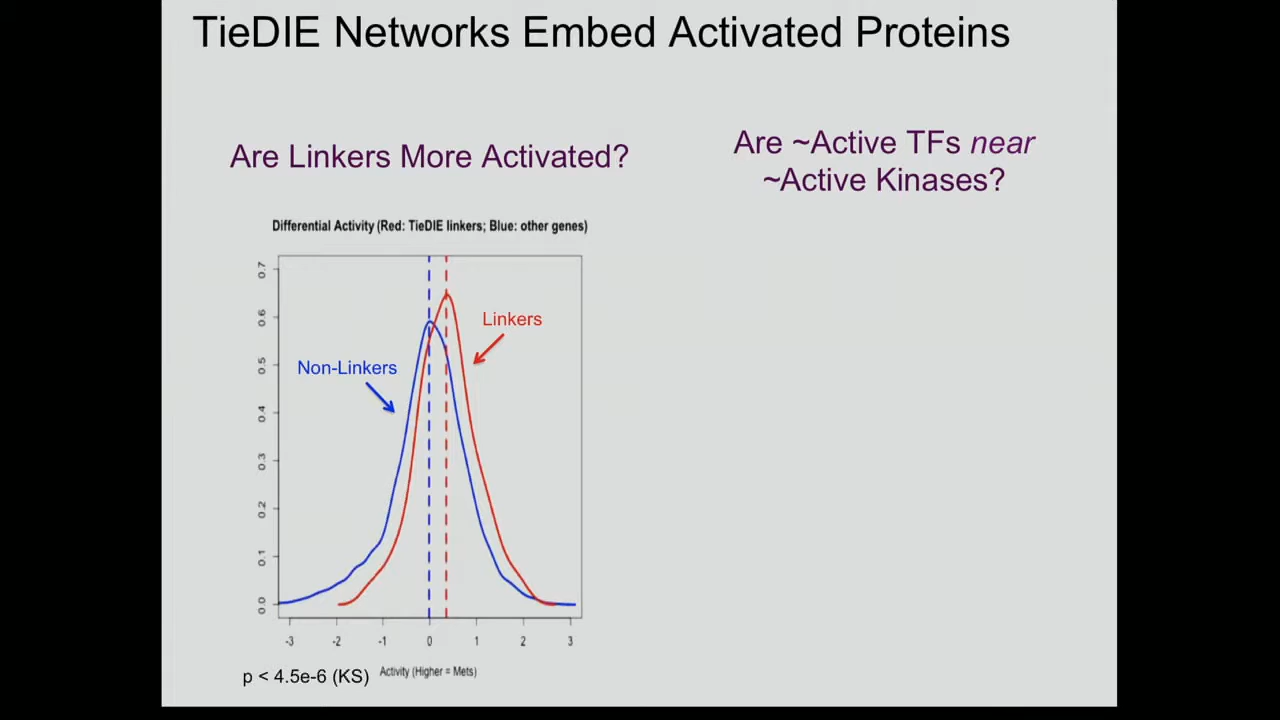 TieDIE Networks Embed Activated Proteins
Are Linkers More Activated?
Are ~Active TFs near
~Active Kinases?
Differential Activity (Red: TieDIE linkers; Blue: other genes)
0.7
0.6
0.5
0.4
0.3
0.2
0.1
0.0
Linkers
Non-Linkers
-3 -2 -1 0 1 2 3
Activity (Higher = Mets)
p < 4.5e-6 (KS)